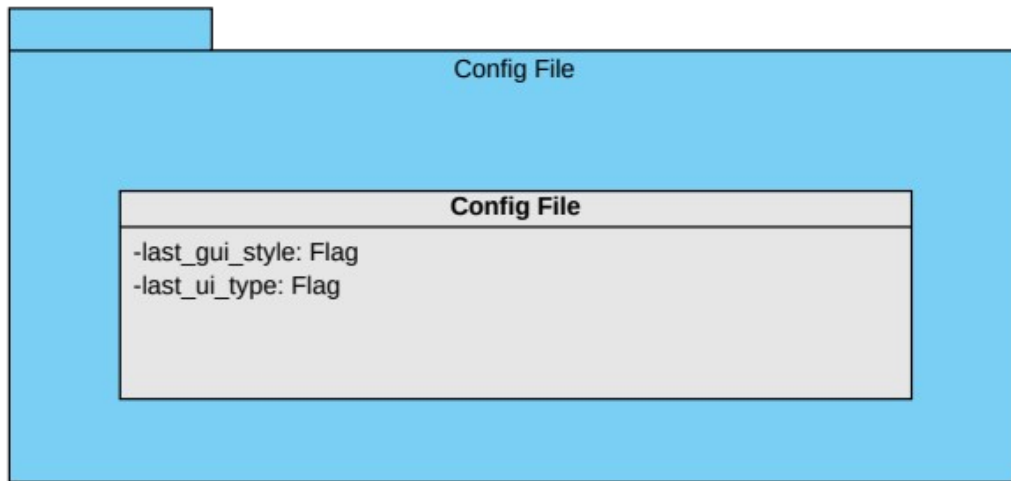 Config File
Config File
-last_gui_style: Flag
-last_ui_type: Flag